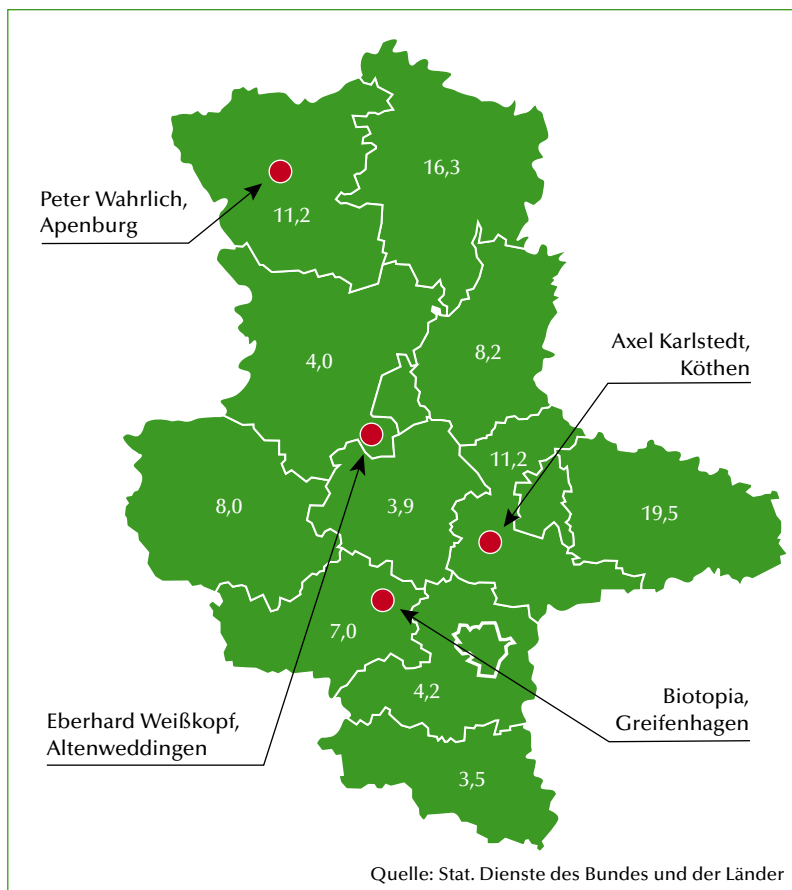 16,3
Peter Wahrlich,
Apenburg
11,2
4,0
8,2
Axel Karlstedt,
Köthen
11,2
8,0
3,9
19,5
7,0
4,2
Eberhard Weißkopf,
Altenweddingen
Biotopia,
Greifenhagen
3,5
Quelle: Stat. Dienste des Bundes und der Länder